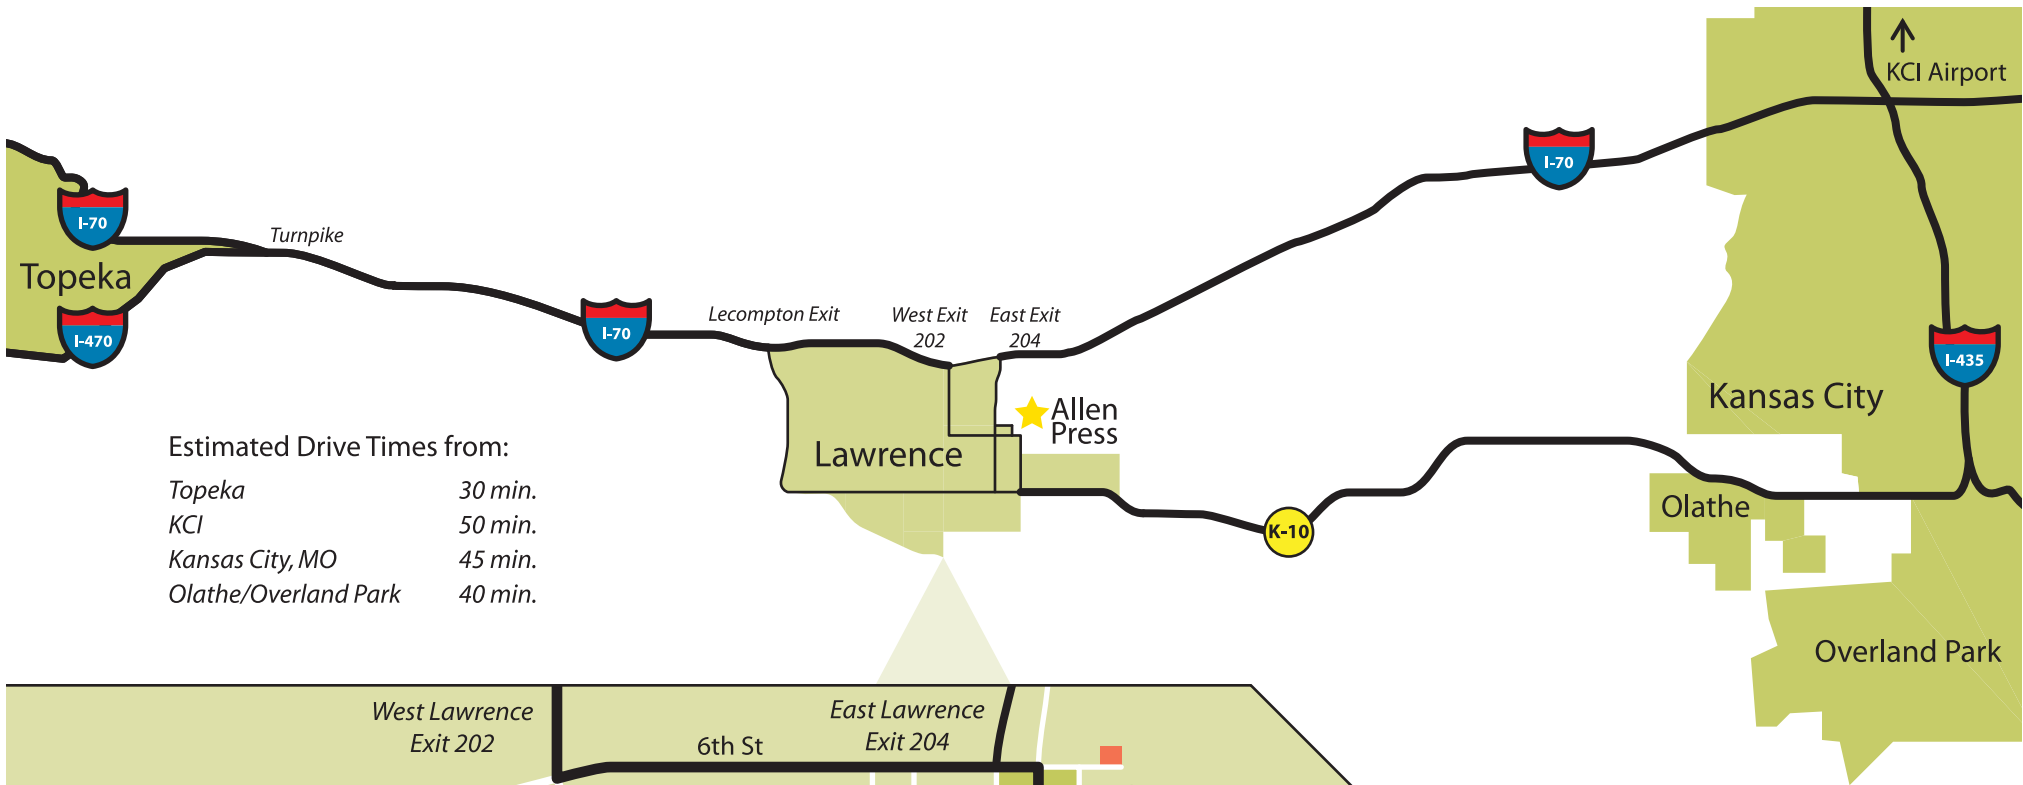 KCI Airport
I-70
I-70
Turnpike
Topeka
I-470
I-70
Lecompton Exit
West Exit
202
East Exit
204
I-435
Kansas City
Allen
Press
Lawrence
Estimated Drive Times from:
Topeka 30 min.
KCI 50 min.
Kansas City, MO 45 min.
Olathe/Overland Park 40 min.
Olathe
K-10
Overland Park
West Lawrence
Exit 202
6th St
East Lawrence
Exit 204